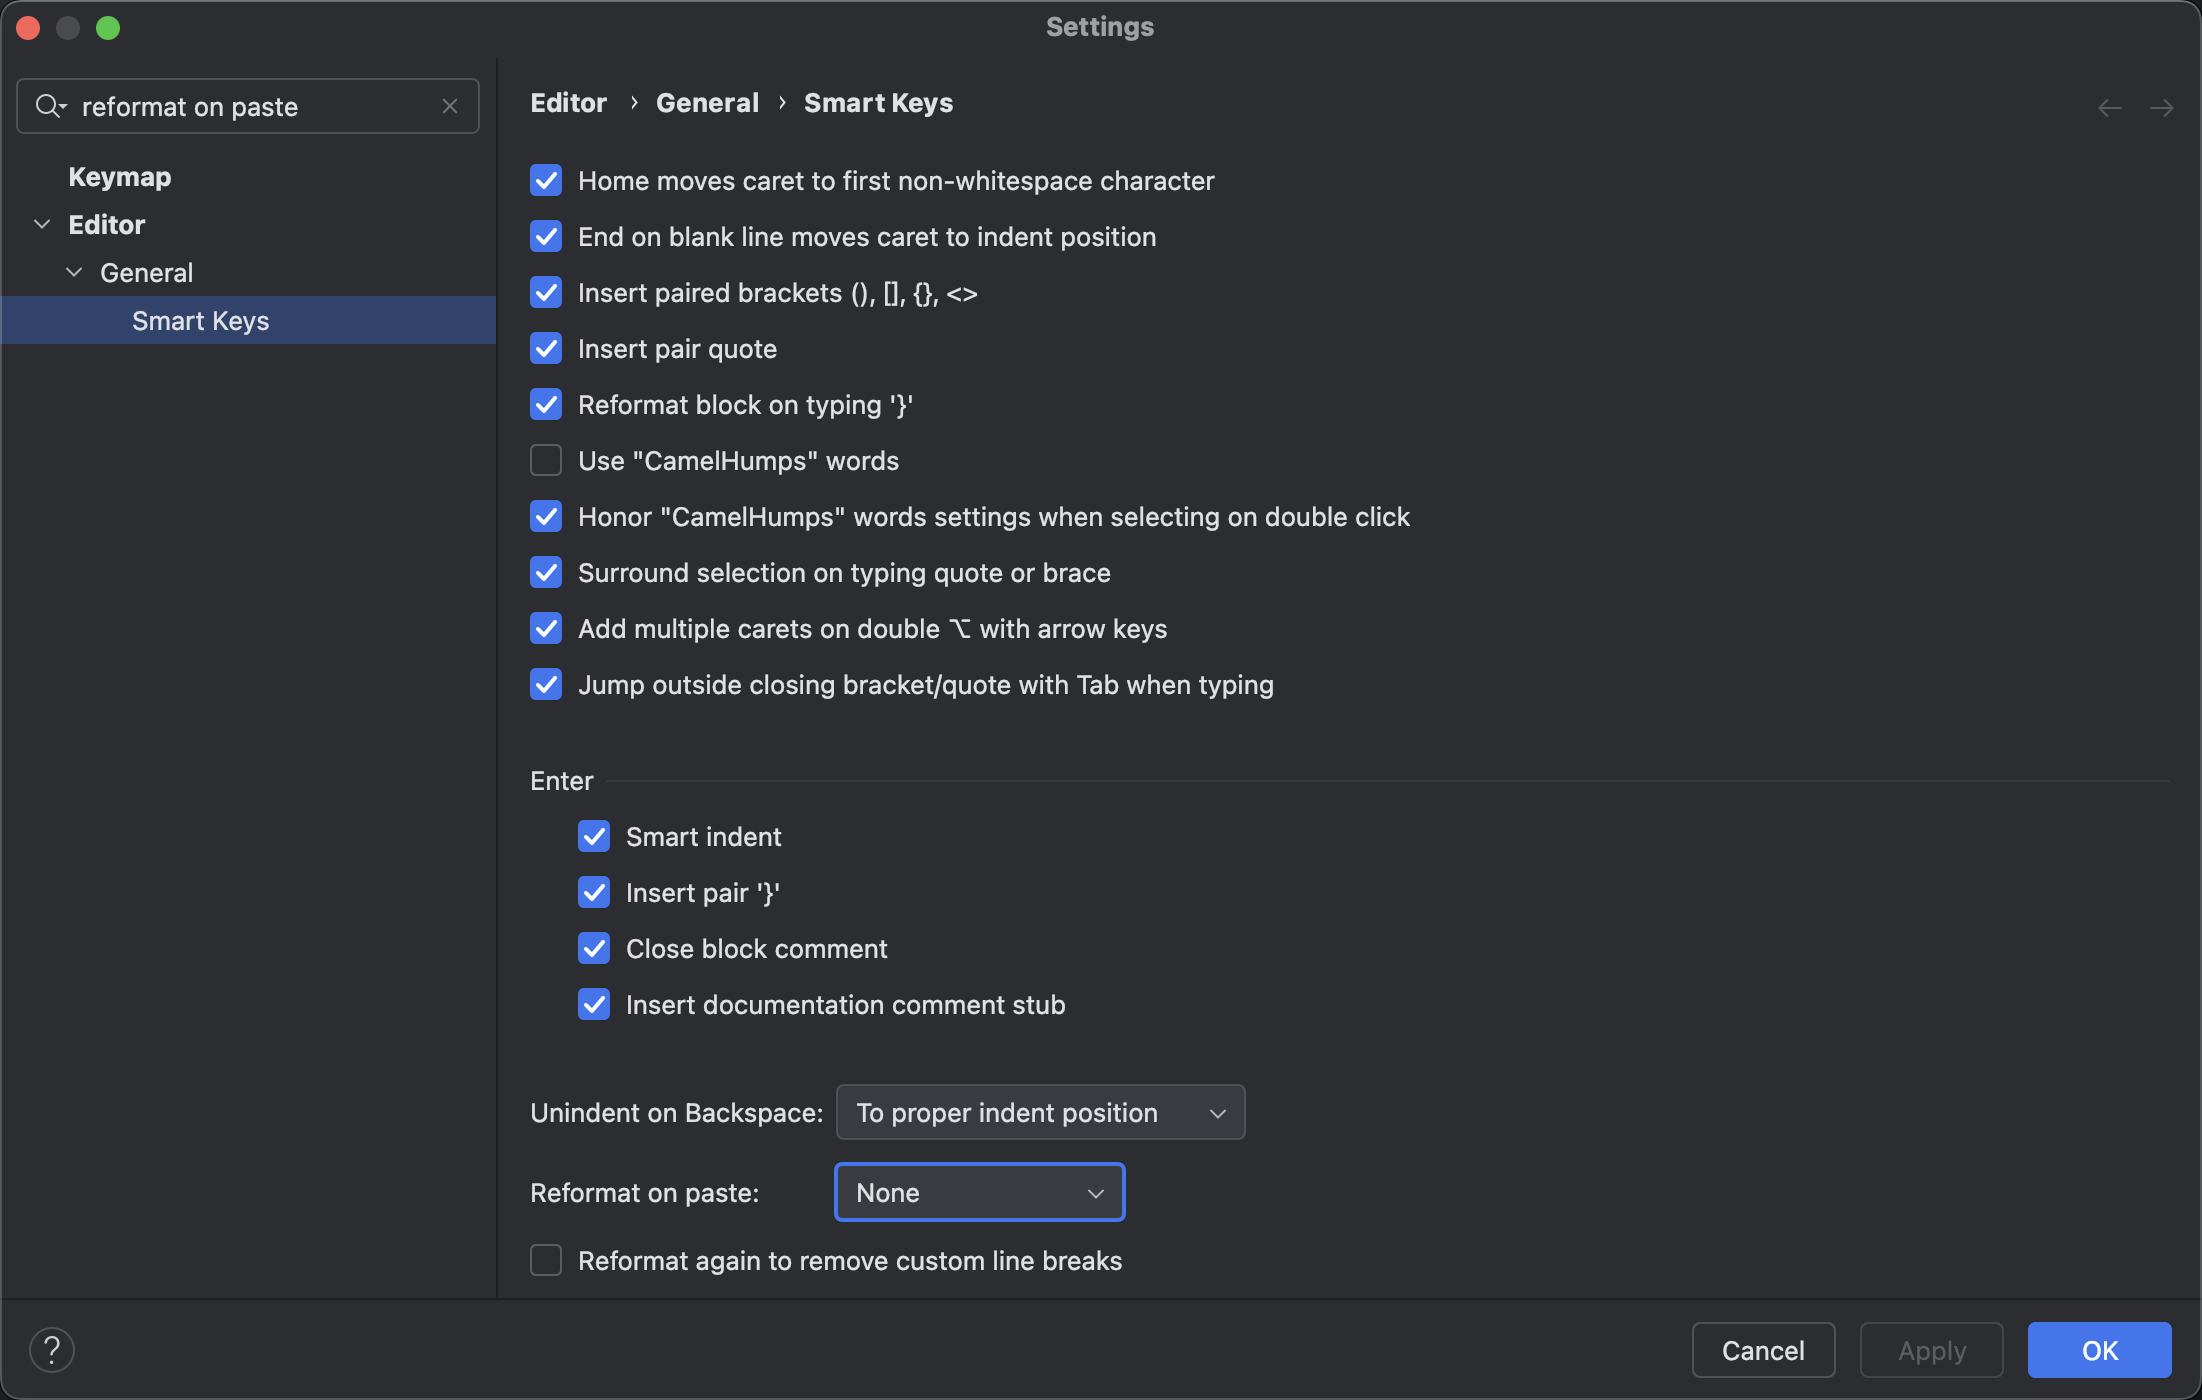 Settings
reformat on paste
Keymap
Editor
General
Smart Keys
Editor › General › Smart Keys
Home moves caret to first non-whitespace character
End on blank line moves caret to indent position
Insert paired brackets (), [], {}, <>
Insert pair quote
Reformat block on typing '}'
Use "CamelHumps" words
Honor "CamelHumps" words settings when selecting on double click
Surround selection on typing quote or brace
Add multiple carets on double ⌥ with arrow keys
Jump outside closing bracket/quote with Tab when typing
Enter
Smart indent
Insert pair '}'
Close block comment
Insert documentation comment stub
Unindent on Backspace: To proper indent position
Reformat on paste: None
Reformat again to remove custom line breaks
? Cancel Apply OK